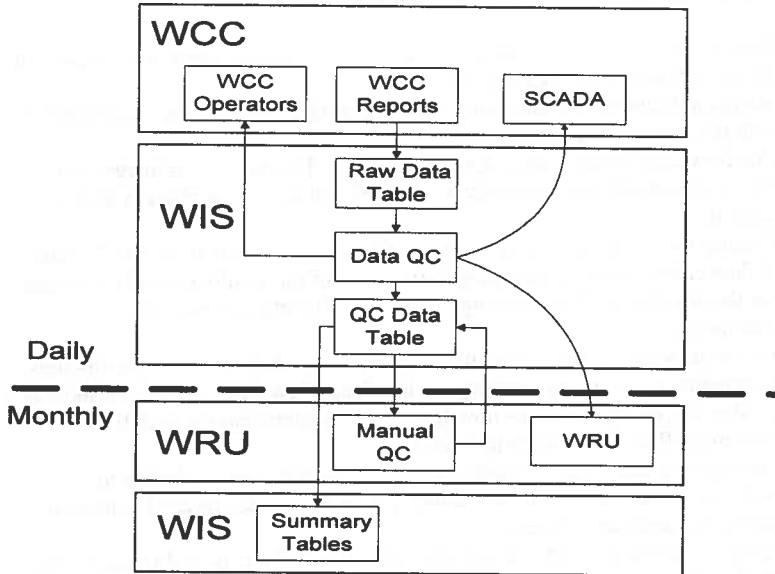 WCC
WCC
Operators
WCC
Reports
SCADA
WIS
Raw Data
Table
Data QC
QC Data
Table
Daily
Monthly
WRU
Manual
QC
WRU
WIS
Summary
Tables